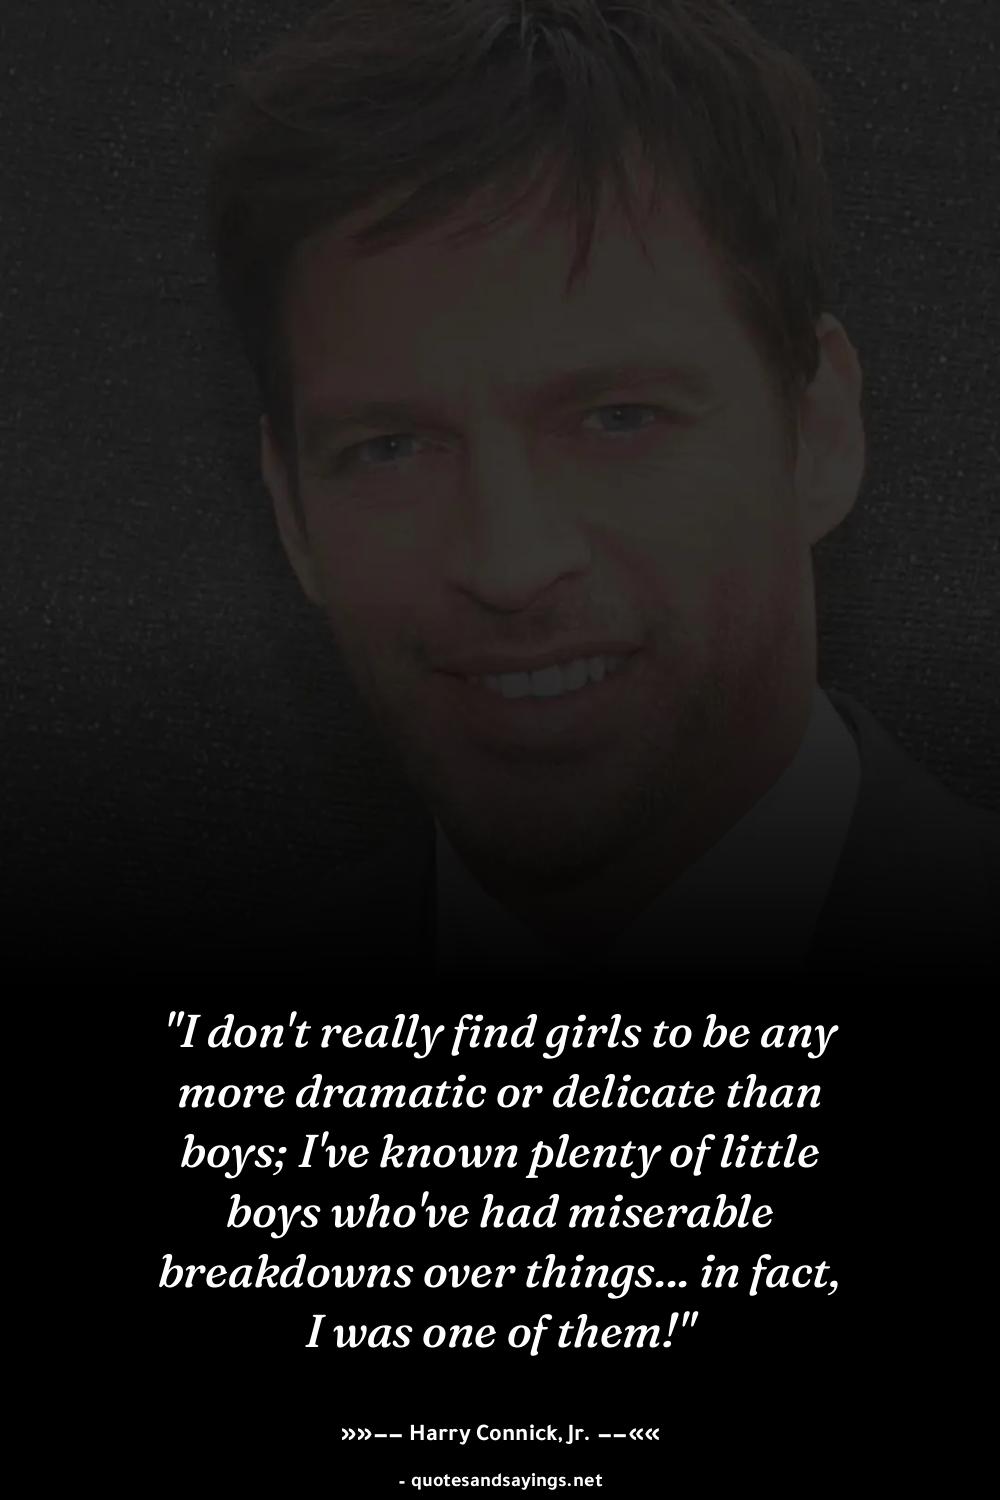 "I don't really find girls to be any
more dramatic or delicate than
boys; I've known plenty of little
boys who've had miserable
breakdowns over things... in fact,
I was one of them!"
»»−− Harry Connick, Jr. −−««
- quotesandsayings.net